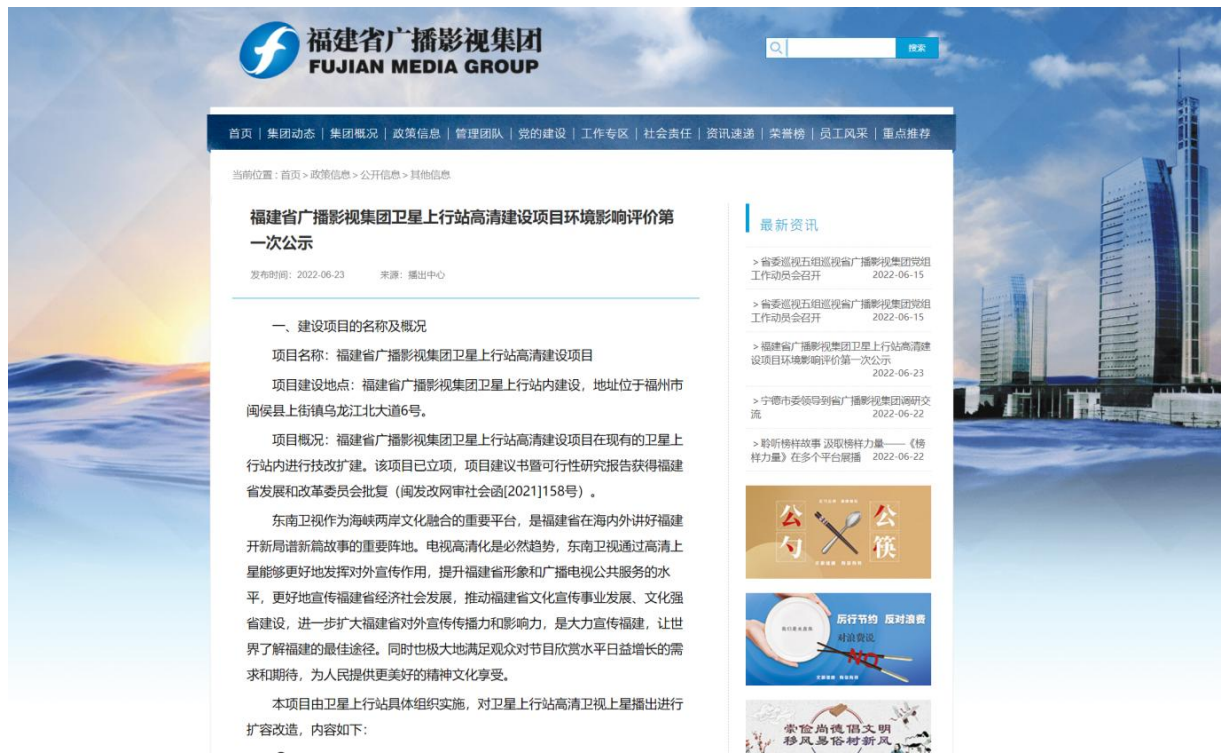 福建省广播影视集团
FUJIAN MEDIA GROUP
搜索
首页 | 集团动态 | 集团概况 | 政策信息 | 管理团队 | 党的建设 | 工作专区 | 社会责任 | 资讯速递 | 荣誉榜 | 员工风采 | 重点推荐
当前位置：首页 > 政策信息 > 公开信息 > 其他信息
福建省广播影视集团卫星上行站高清建设项目环境影响评价第
一次公示
发布时间：2022-06-23 来源：播出中心
一、建设项目的名称及概况
项目名称：福建省广播影视集团卫星上行站高清建设项目
项目建设地点：福建省广播影视集团卫星上行站内建设，地址位于福州市
闽侯县上街镇乌龙江北大道6号。
项目概况：福建省广播影视集团卫星上行站高清建设项目在现有的卫星上
行站内进行技改扩建。该项目已立项，项目建议书暨可行性研究报告获得福建
省发展和改革委员会批复（闽发改网审社会函[2021]158号）。
东南卫视作为海峡两岸文化融合的重要平台，是福建省在海内外讲好福建
开新局谱新篇故事的重要阵地。电视高清化是必然趋势，东南卫视通过高清上
星能够更好地发挥对外宣传作用，提升福建省形象和广播电视公共服务的水
平，更好地宣传福建省经济社会发展，推动福建省文化宣传事业发展、文化强
省建设，进一步扩大福建省对外宣传传播力和影响力，是大力宣传福建，让世
界了解福建的最佳途径。同时也极大地满足观众对节目欣赏水平日益增长的需
求和期待，为人民提供更美好的精神文化享受。
本项目由卫星上行站具体组织实施，对卫星上行站高清卫视上星播出进行
扩容改造，内容如下：
最新资讯
> 省委巡视五组巡视省广播影视集团党组
工作动员会召开 2022-06-15
> 省委巡视五组巡视省广播影视集团党组
工作动员会召开 2022-06-15
> 福建省广播影视集团卫星上行站高清建
设项目环境影响评价第一次公示
2022-06-23
> 宁德市委领导到省广播影视集团调研交
流 2022-06-22
> 聆听榜样故事 汲取榜样力量——《榜
样力量》在多个平台展播 2022-06-22
公勺
公筷
厉行节约 反对浪费
对浪费说
NO
崇俭尚德倡文明
移风易俗树新风